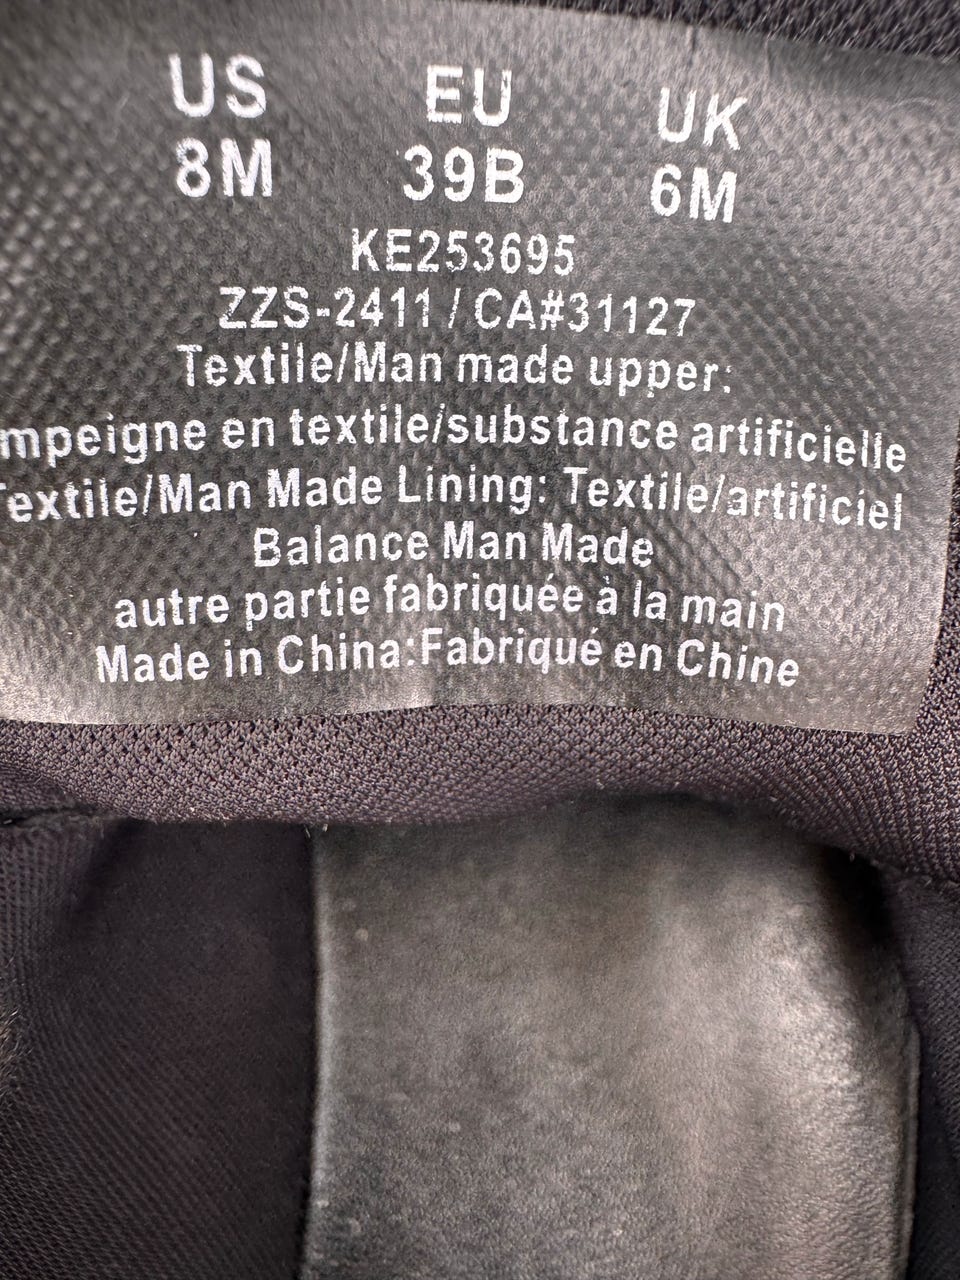 US EU UK
8M 39B 6M
KE253695
ZZS-2411 / CA#31127
Textile/Man made upper:
mpeigne en textile/substance artificielle
Textile/Man Made Lining: Textile/artificiel
Balance Man Made
autre partie fabriquée à la main
Made in China:Fabriqué en Chine